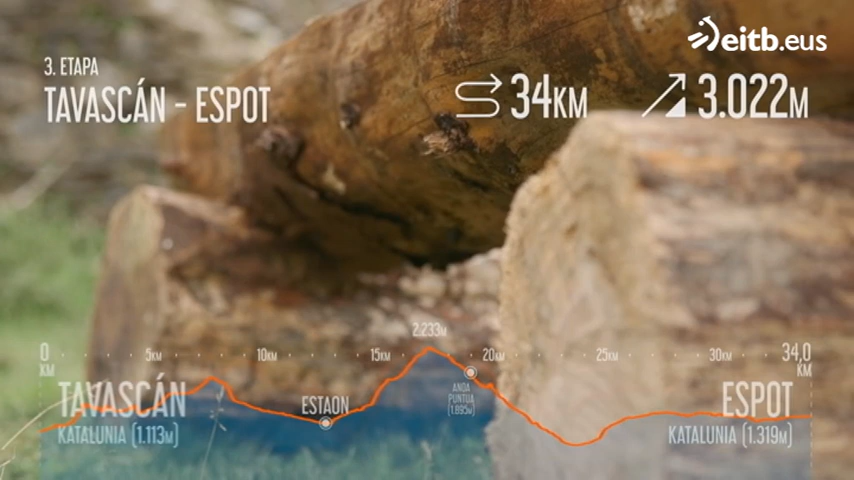 eitb.eus
3. ETAPA
TAVASCÁN - ESPOT
34KM
3.022M
2.233M
0
KM
5KM
10KM
15KM
20KM
25KM
30KM
34,0
KM
TAVASCÁN
KATALUNIA (1.113M)
ESTAON
ANOA
PUNTUA
(1.895M)
ESPOT
KATALUNIA (1.319M)